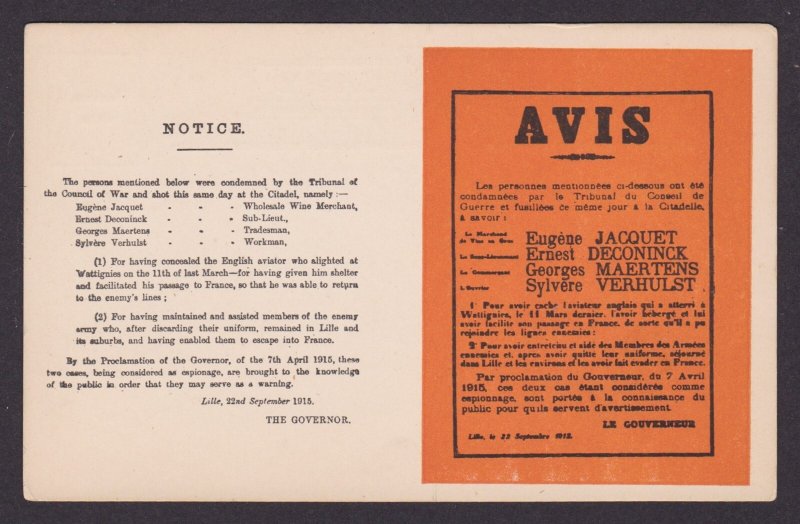 NOTICE.
The persons mentioned below were condemned by the Tribunal of
the Council of War and shot this same day at the Citadel, namely :—
Eugène Jacquet - - - Wholesale Wine Merchant,
Ernest Deconinck - - - Sub-Lieut.,
Georges Maertens - - - Tradesman,
Sylvère Verhulst - - - Workman,
(1) For having concealed the English aviator who alighted at
Wattignies on the 11th of last March—for having given him shelter
and facilitated his passage to France, so that he was able to return
to the enemy's lines ;
(2) For having maintained and assisted members of the enemy
army who, after discarding their uniform, remained in Lille and
its suburbs, and having enabled them to escape into France.
By the Proclamation of the Governor, of the 7th April 1915, these
two cases, being considered as espionage, are brought to the knowledge
of the public in order that they may serve as a warning.
Lille, 22nd September 1915.
THE GOVERNOR.
AVIS
Les personnes mentionnées ci-dessous ont été
condamnées par le Tribunal du Conseil de
Guerre et fusillées ce même jour à la Citadelle,
à savoir :
Le Marchand
de Vins en Gros Eugène JACQUET
Le Sous-Lieutenant Ernest DECONINCK
Le Commerçant Georges MAERTENS
L'Ouvrier Sylvère VERHULST
1° Pour avoir caché l'aviateur anglais qui a atterri à
Wattignies, le 11 Mars dernier, l'avoir hébergé et lui
avoir facilité son passage en France, de sorte qu'il a pu
rejoindre les lignes ennemies ;
2° Pour avoir entretenu et aidé des Membres des Armées
ennemies et, après avoir quitté leur uniforme, séjourné
dans Lille et les environs et les avoir fait évader en France.
Par proclamation du Gouverneur, du 7 Avril
1915, ces deux cas étant considérés comme
espionnage, sont portés à la connaissance du
public pour qu'ils servent d'avertissement.
LE GOUVERNEUR
Lille, le 22 Septembre 1915.